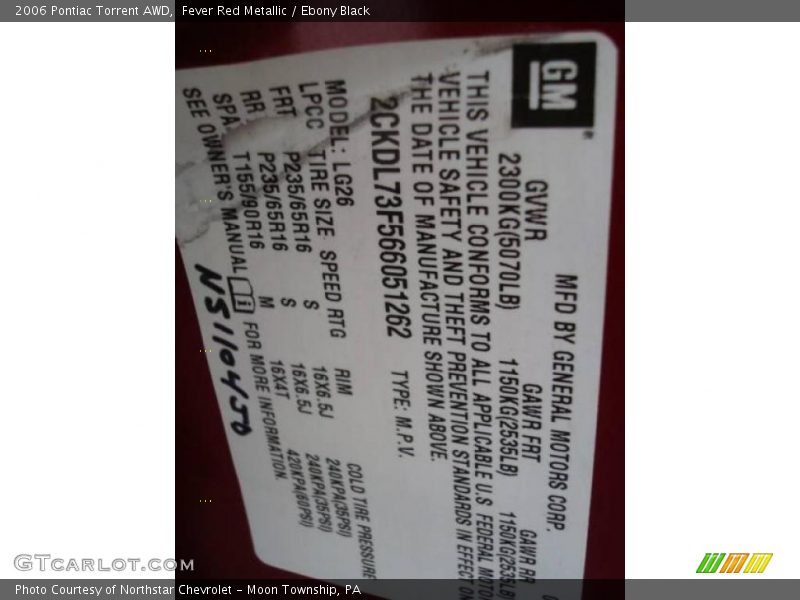 2006 Pontiac Torrent AWD, Fever Red Metallic / Ebony Black
GM
MFD BY GENERAL MOTORS CORP.
GVWR GAWR FRT GAWR RR
2300KG(5070LB) 1150KG(2535LB) 1150KG(2535LB)
THIS VEHICLE CONFORMS TO ALL APPLICABLE U.S. FEDERAL
VEHICLE SAFETY AND THEFT PREVENTION STANDARDS IN EFFECT ON
THE DATE OF MANUFACTURE SHOWN ABOVE.
2CKDL73F566051262 TYPE: M.P.V.
MODEL: LG26
LPCC TIRE SIZE SPEED RTG RIM COLD TIRE PRESSURE
FRT P235/65R16 S 16X6.5J 240KPA(35PSI)
RR P235/65R16 S 16X6.5J 240KPA(35PSI)
SPA T155/90R16 M 16X4T 420KPA(60PSI)
SEE OWNER'S MANUAL FOR MORE INFORMATION.
GTcarlot.com
Photo Courtesy of Northstar Chevrolet - Moon Township, PA